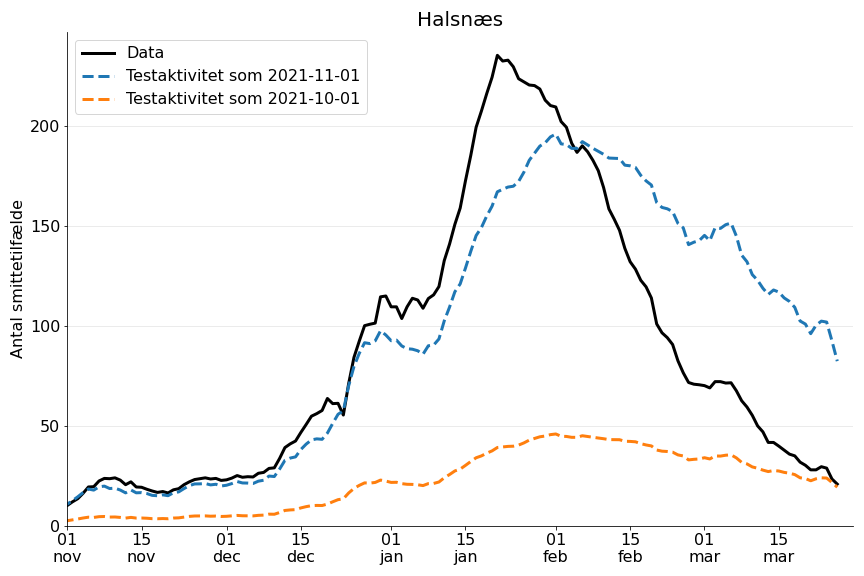 Halsnæs
Data
Testaktivitet som 2021-11-01
Testaktivitet som 2021-10-01
Antal smittetilfælde
200
150
100
50
0
01 15 01 15 01 15 01 15 01 15
nov nov dec dec jan jan feb feb mar mar